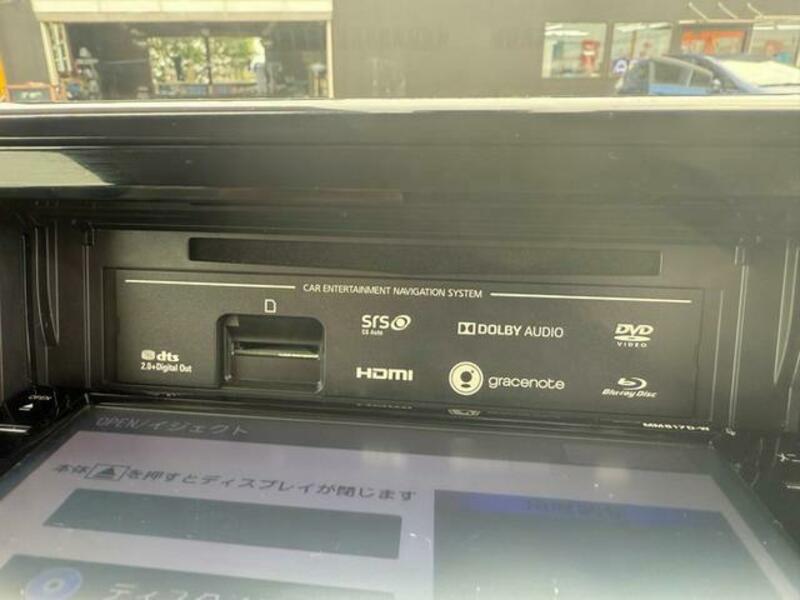 CAR ENTERTAINMENT NAVIGATION SYSTEM
SRS
CS Auto
DOLBY AUDIO
DVD
VIDEO
dts
2.0+Digital Out
HDMI
gracenote
Blu-ray Disc
OPEN
MM517D-W
OPEN/イジェクト
本体 を押すとディスプレイが閉じます